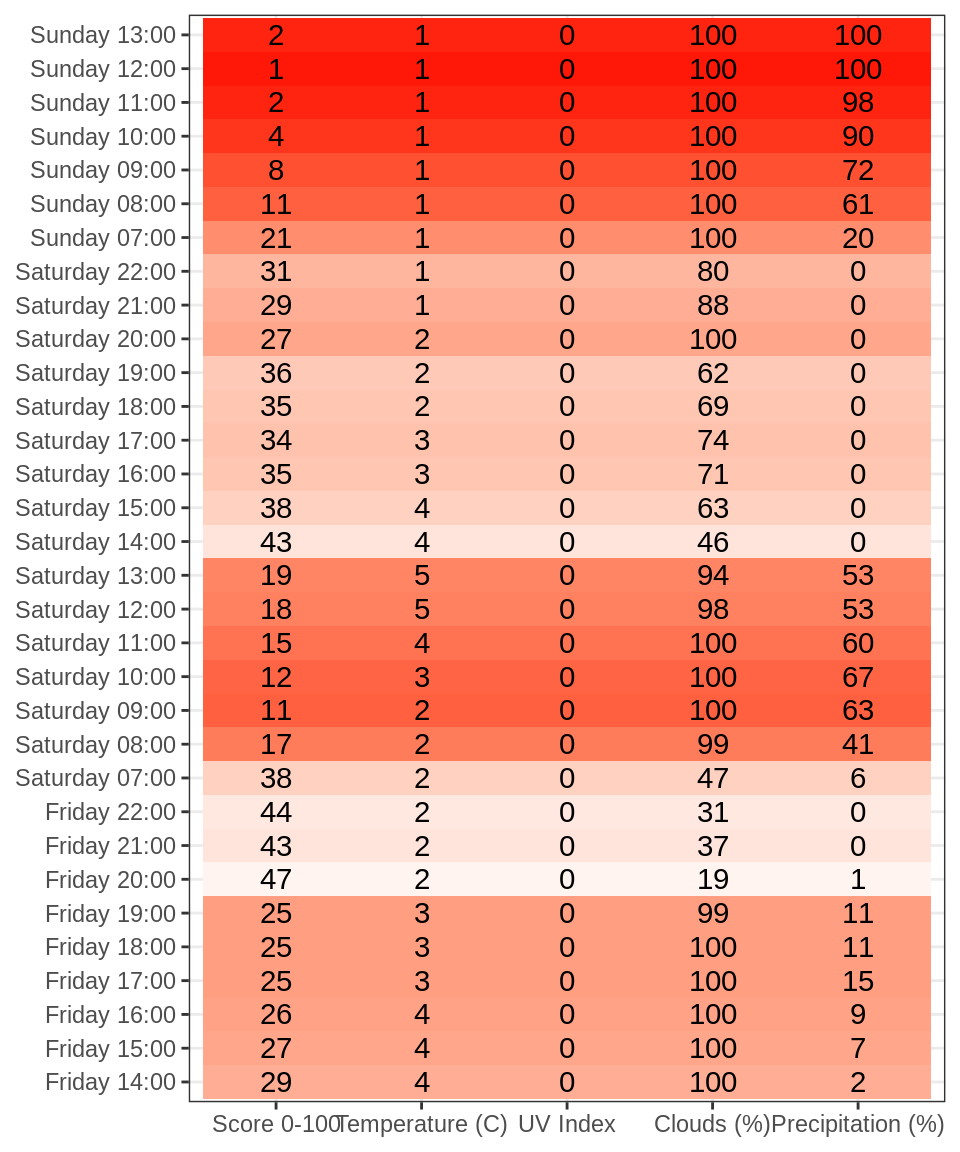 Sunday 13:00 2 1 0 100 100
Sunday 12:00 1 1 0 100 100
Sunday 11:00 2 1 0 100 98
Sunday 10:00 4 1 0 100 90
Sunday 09:00 8 1 0 100 72
Sunday 08:00 11 1 0 100 61
Sunday 07:00 21 1 0 100 20
Saturday 22:00 31 1 0 80 0
Saturday 21:00 29 1 0 88 0
Saturday 20:00 27 2 0 100 0
Saturday 19:00 36 2 0 62 0
Saturday 18:00 35 2 0 69 0
Saturday 17:00 34 3 0 74 0
Saturday 16:00 35 3 0 71 0
Saturday 15:00 38 4 0 63 0
Saturday 14:00 43 4 0 46 0
Saturday 13:00 19 5 0 94 53
Saturday 12:00 18 5 0 98 53
Saturday 11:00 15 4 0 100 60
Saturday 10:00 12 3 0 100 67
Saturday 09:00 11 2 0 100 63
Saturday 08:00 17 2 0 99 41
Saturday 07:00 38 2 0 47 6
Friday 22:00 44 2 0 31 0
Friday 21:00 43 2 0 37 0
Friday 20:00 47 2 0 19 1
Friday 19:00 25 3 0 99 11
Friday 18:00 25 3 0 100 11
Friday 17:00 25 3 0 100 15
Friday 16:00 26 4 0 100 9
Friday 15:00 27 4 0 100 7
Friday 14:00 29 4 0 100 2
Score 0-100 Temperature (C) UV Index Clouds (%) Precipitation (%)